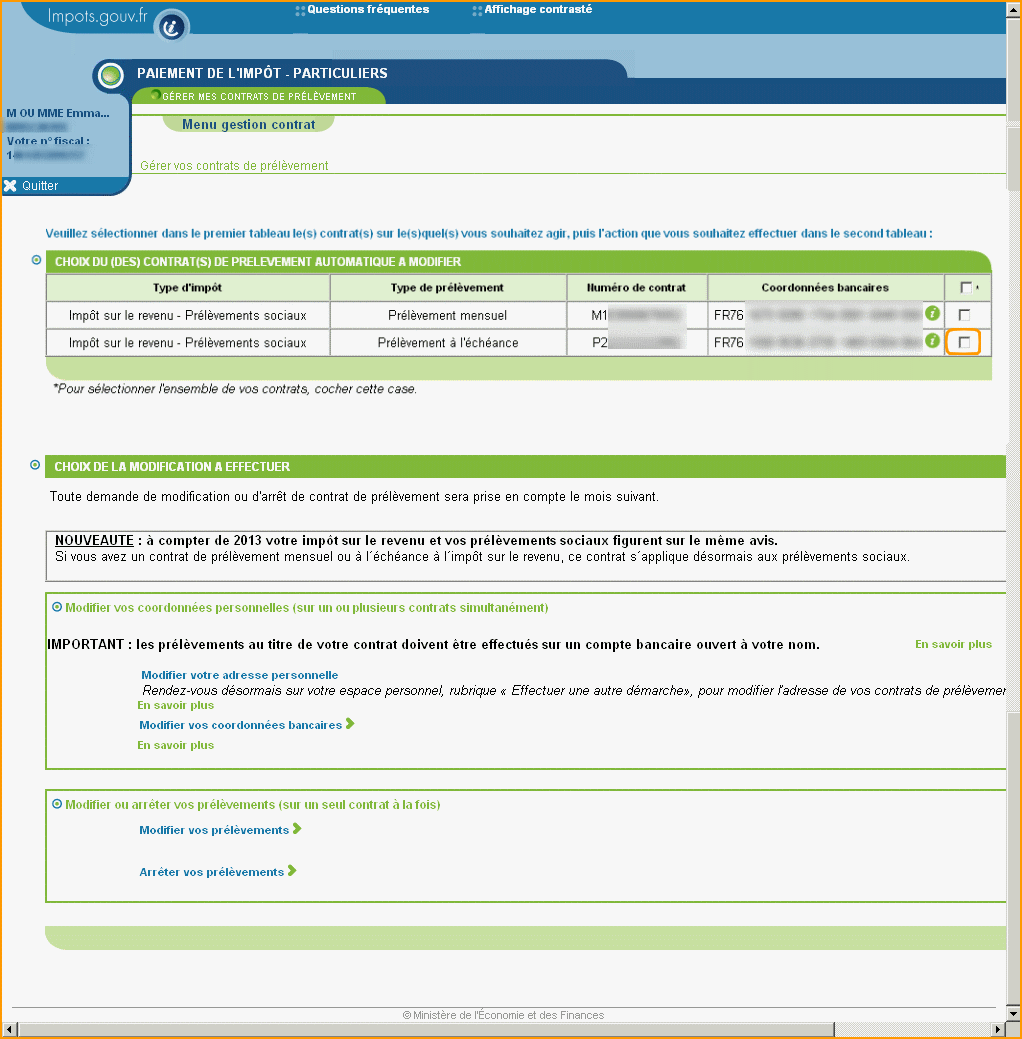 Impots.gouv.fr
Questions fréquentes
Affichage contrasté
PAIEMENT DE L'IMPÔT - PARTICULIERS
GÉRER MES CONTRATS DE PRÉLÈVEMENT
M OU MME Emma...
Votre n° fiscal :
1
Quitter
Menu gestion contrat
Gérer vos contrats de prélèvement
Veuillez sélectionner dans le premier tableau le(s) contrat(s) sur le(s)quel(s) vous souhaitez agir, puis l'action que vous souhaitez effectuer dans le second tableau :
CHOIX DU (DES) CONTRAT(S) DE PRELEVEMENT AUTOMATIQUE A MODIFIER
Type d'impôt Type de prélèvement Numéro de contrat Coordonnées bancaires *
Impôt sur le revenu - Prélèvements sociaux Prélèvement mensuel M1 FR76
Impôt sur le revenu - Prélèvements sociaux Prélèvement à l'échéance P2 FR76
*Pour sélectionner l'ensemble de vos contrats, cocher cette case.
CHOIX DE LA MODIFICATION A EFFECTUER
Toute demande de modification ou d'arrêt de contrat de prélèvement sera prise en compte le mois suivant.
NOUVEAUTE : à compter de 2013 votre impôt sur le revenu et vos prélèvements sociaux figurent sur le même avis.
Si vous avez un contrat de prélèvement mensuel ou à l´échéance à l´impôt sur le revenu, ce contrat s´applique désormais aux prélèvements sociaux.
Modifier vos coordonnées personnelles (sur un ou plusieurs contrats simultanément)
IMPORTANT : les prélèvements au titre de votre contrat doivent être effectués sur un compte bancaire ouvert à votre nom. En savoir plus
Modifier votre adresse personnelle
Rendez-vous désormais sur votre espace personnel, rubrique « Effectuer une autre démarche», pour modifier l'adresse de vos contrats de prélèvemer
En savoir plus
Modifier vos coordonnées bancaires
En savoir plus
Modifier ou arrêter vos prélèvements (sur un seul contrat à la fois)
Modifier vos prélèvements
Arrêter vos prélèvements
© Ministère de l'Économie et des Finances